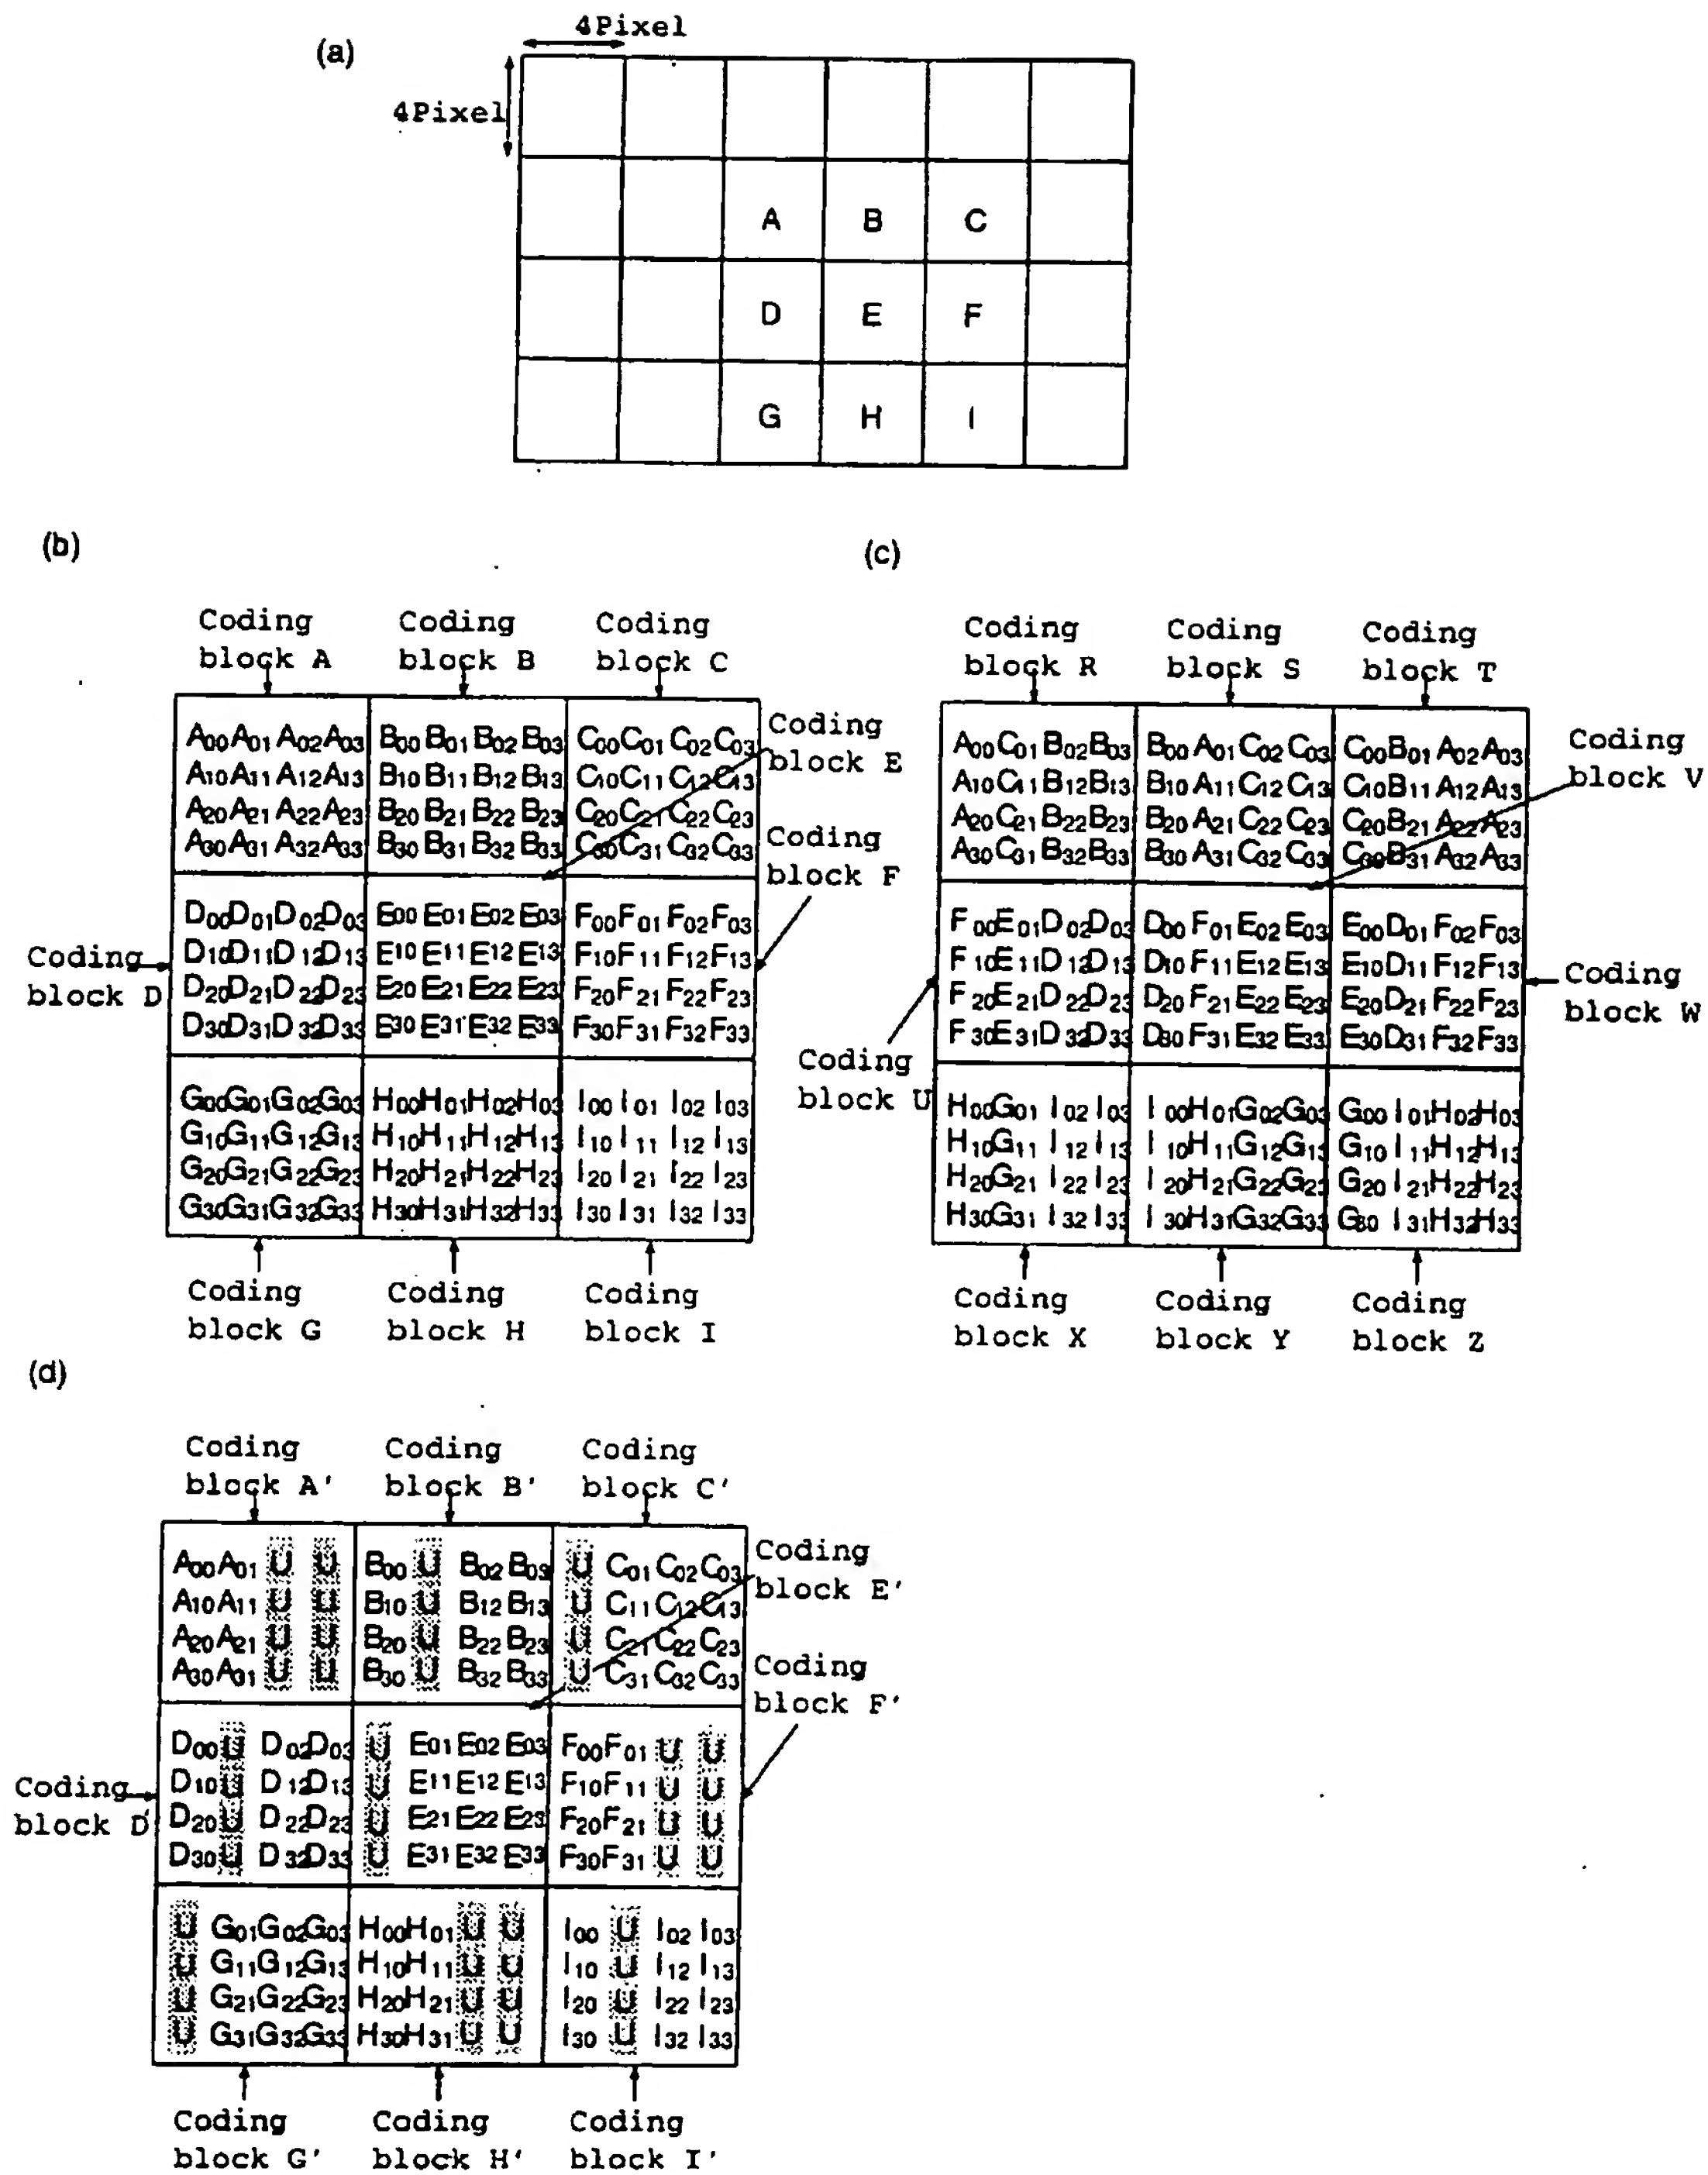 (a)
4Pixel
4Pixel
A B C
D E F
G H I
(b)
Coding block A
Coding block B
Coding block C
A00 A01 A02 A03 B00 B01 B02 B03 C00 C01 C02 C03
A10 A11 A12 A13 B10 B11 B12 B13 C10 C11 C12 C13
A20 A21 A22 A23 B20 B21 B22 B23 C20 C21 C22 C23
A30 A31 A32 A33 B30 B31 B32 B33 C30 C31 C32 C33
Coding block E
Coding block F
Coding block D
D00 D01 D02 D03 E00 E01 E02 E03 F00 F01 F02 F03
D10 D11 D12 D13 E10 E11 E12 E13 F10 F11 F12 F13
D20 D21 D22 D23 E20 E21 E22 E23 F20 F21 F22 F23
D30 D31 D32 D33 E30 E31 E32 E33 F30 F31 F32 F33
G00 G01 G02 G03 H00 H01 H02 H03 I00 I01 I02 I03
G10 G11 G12 G13 H10 H11 H12 H13 I10 I11 I12 I13
G20 G21 G22 G23 H20 H21 H22 H23 I20 I21 I22 I23
G30 G31 G32 G33 H30 H31 H32 H33 I30 I31 I32 I33
Coding block G
Coding block H
Coding block I
(c)
Coding block R
Coding block S
Coding block T
A00 C01 B02 B03 B00 A01 C02 C03 C00 B01 A02 A03
A10 C11 B12 B13 B10 A11 C12 C13 C10 B11 A12 A13
A20 C21 B22 B23 B20 A21 C22 C23 C20 B21 A22 A23
A30 C31 B32 B33 B30 A31 C32 C33 C30 B31 A32 A33
Coding block V
F00 E01 D02 D03 D00 F01 E02 E03 E00 D01 F02 F03
F10 E11 D12 D13 D10 F11 E12 E13 E10 D11 F12 F13
F20 E21 D22 D23 D20 F21 E22 E23 E20 D21 F22 F23
F30 E31 D32 D33 D30 F31 E32 E33 E30 D31 F32 F33
Coding block W
Coding block U
H00 G01 I02 I03 I00 H01 G02 G03 G00 I01 H02 H03
H10 G11 I12 I13 I10 H11 G12 G13 G10 I11 H12 H13
H20 G21 I22 I23 I20 H21 G22 G23 G20 I21 H22 H23
H30 G31 I32 I33 I30 H31 G32 G33 G30 I31 H32 H33
Coding block X
Coding block Y
Coding block Z
(d)
Coding block A'
Coding block B'
Coding block C'
A00 A01 U U B00 U B02 B03 U C01 C02 C03
A10 A11 U U B10 U B12 B13 U C11 C12 C13
A20 A21 U U B20 U B22 B23 U C21 C22 C23
A30 A31 U U B30 U B32 B33 U C31 C32 C33
Coding block E'
Coding block F'
Coding block D'
D00 U D02 D03 U E01 E02 E03 F00 F01 U U
D10 U D12 D13 U E11 E12 E13 F10 F11 U U
D20 U D22 D23 U E21 E22 E23 F20 F21 U U
D30 U D32 D33 U E31 E32 E33 F30 F31 U U
U G01 G02 G03 H00 H01 U U I00 U I02 I03
U G11 G12 G13 H10 H11 U U I10 U I12 I13
U G21 G22 G23 H20 H21 U U I20 U I22 I23
U G31 G32 G33 H30 H31 U U I30 U I32 I33
Coding block G'
Coding block H'
Coding block I'